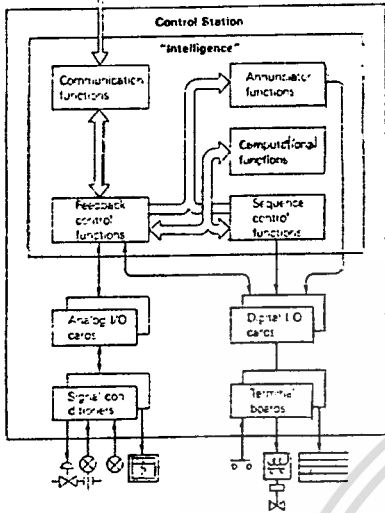 Control Station
"Intelligence"
Communication
functions
Annunciator
functions
Computational
functions
Feedback
control
functions
Sequence
control
functions
Analog I/O
cards
Digital I/O
cards
Signal con
ditioners
Terminal
boards